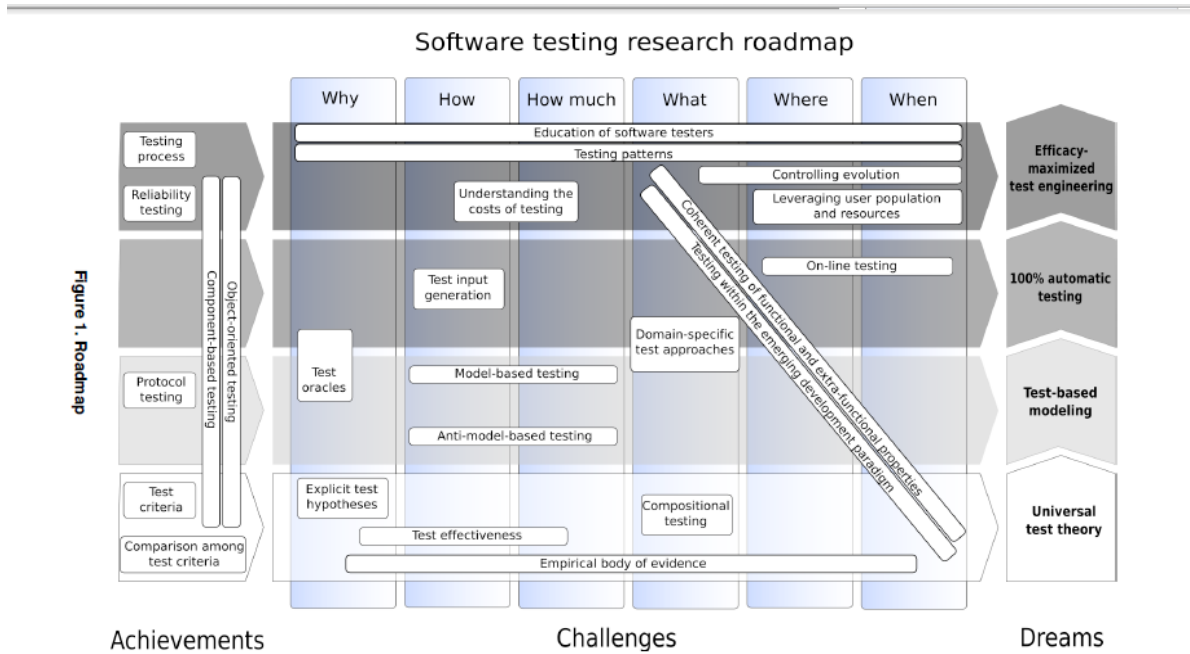 Software testing research roadmap
Why
How
How much
What
Where
When
Testing
process
Reliability
testing
Component-based testing
Object-oriented testing
Protocol
testing
Test
criteria
Comparison among
test criteria
Education of software testers
Testing patterns
Controlling evolution
Understanding the
costs of testing
Leveraging user population
and resources
Coherent testing of functional and extra-functional properties
Testing within the emerging development paradigm
On-line testing
Test input
generation
Domain-specific
test approaches
Test
oracles
Model-based testing
Anti-model-based testing
Explicit test
hypotheses
Compositional
testing
Test effectiveness
Empirical body of evidence
Efficacy-
maximized
test engineering
100% automatic
testing
Test-based
modeling
Universal
test theory
Achievements
Challenges
Dreams
Figure 1. Roadmap